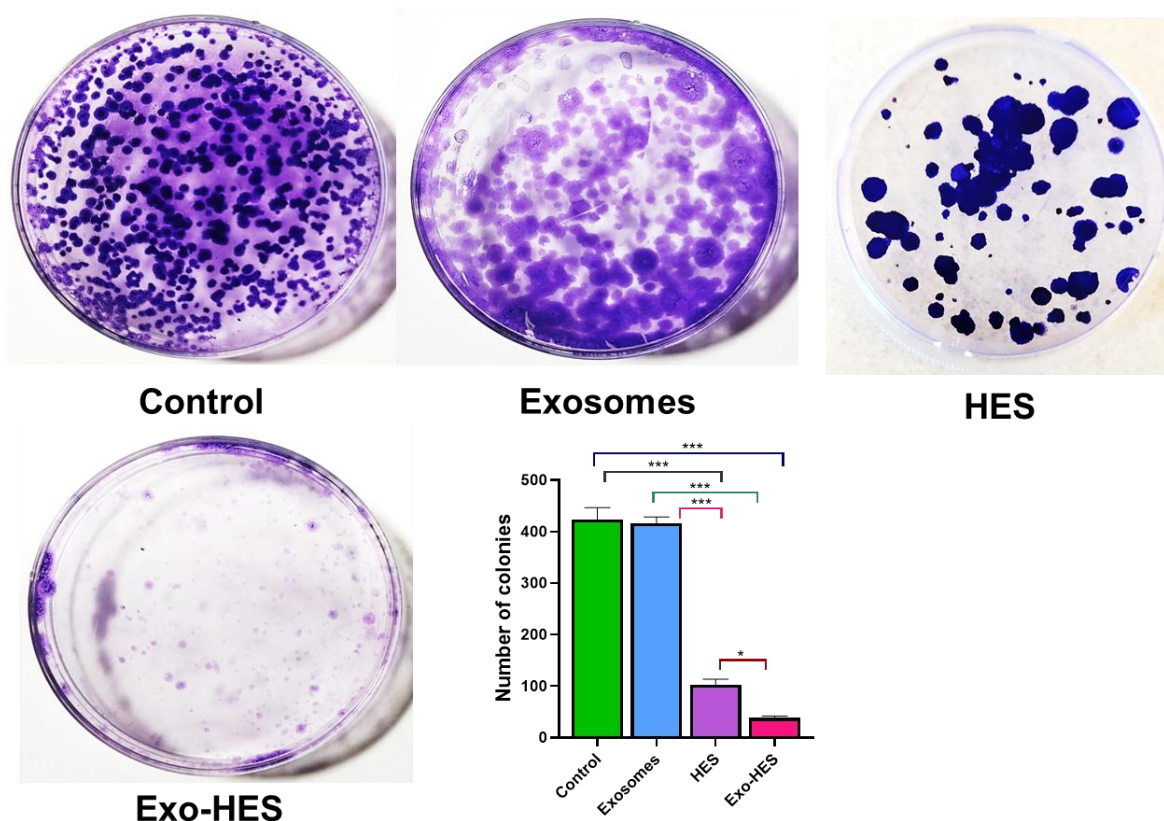 Control
Exosomes
HES
Exo-HES
***
***
***
***
*
Number of colonies
500
400
300
200
100
0
Control
Exosomes
HES
Exo-HES